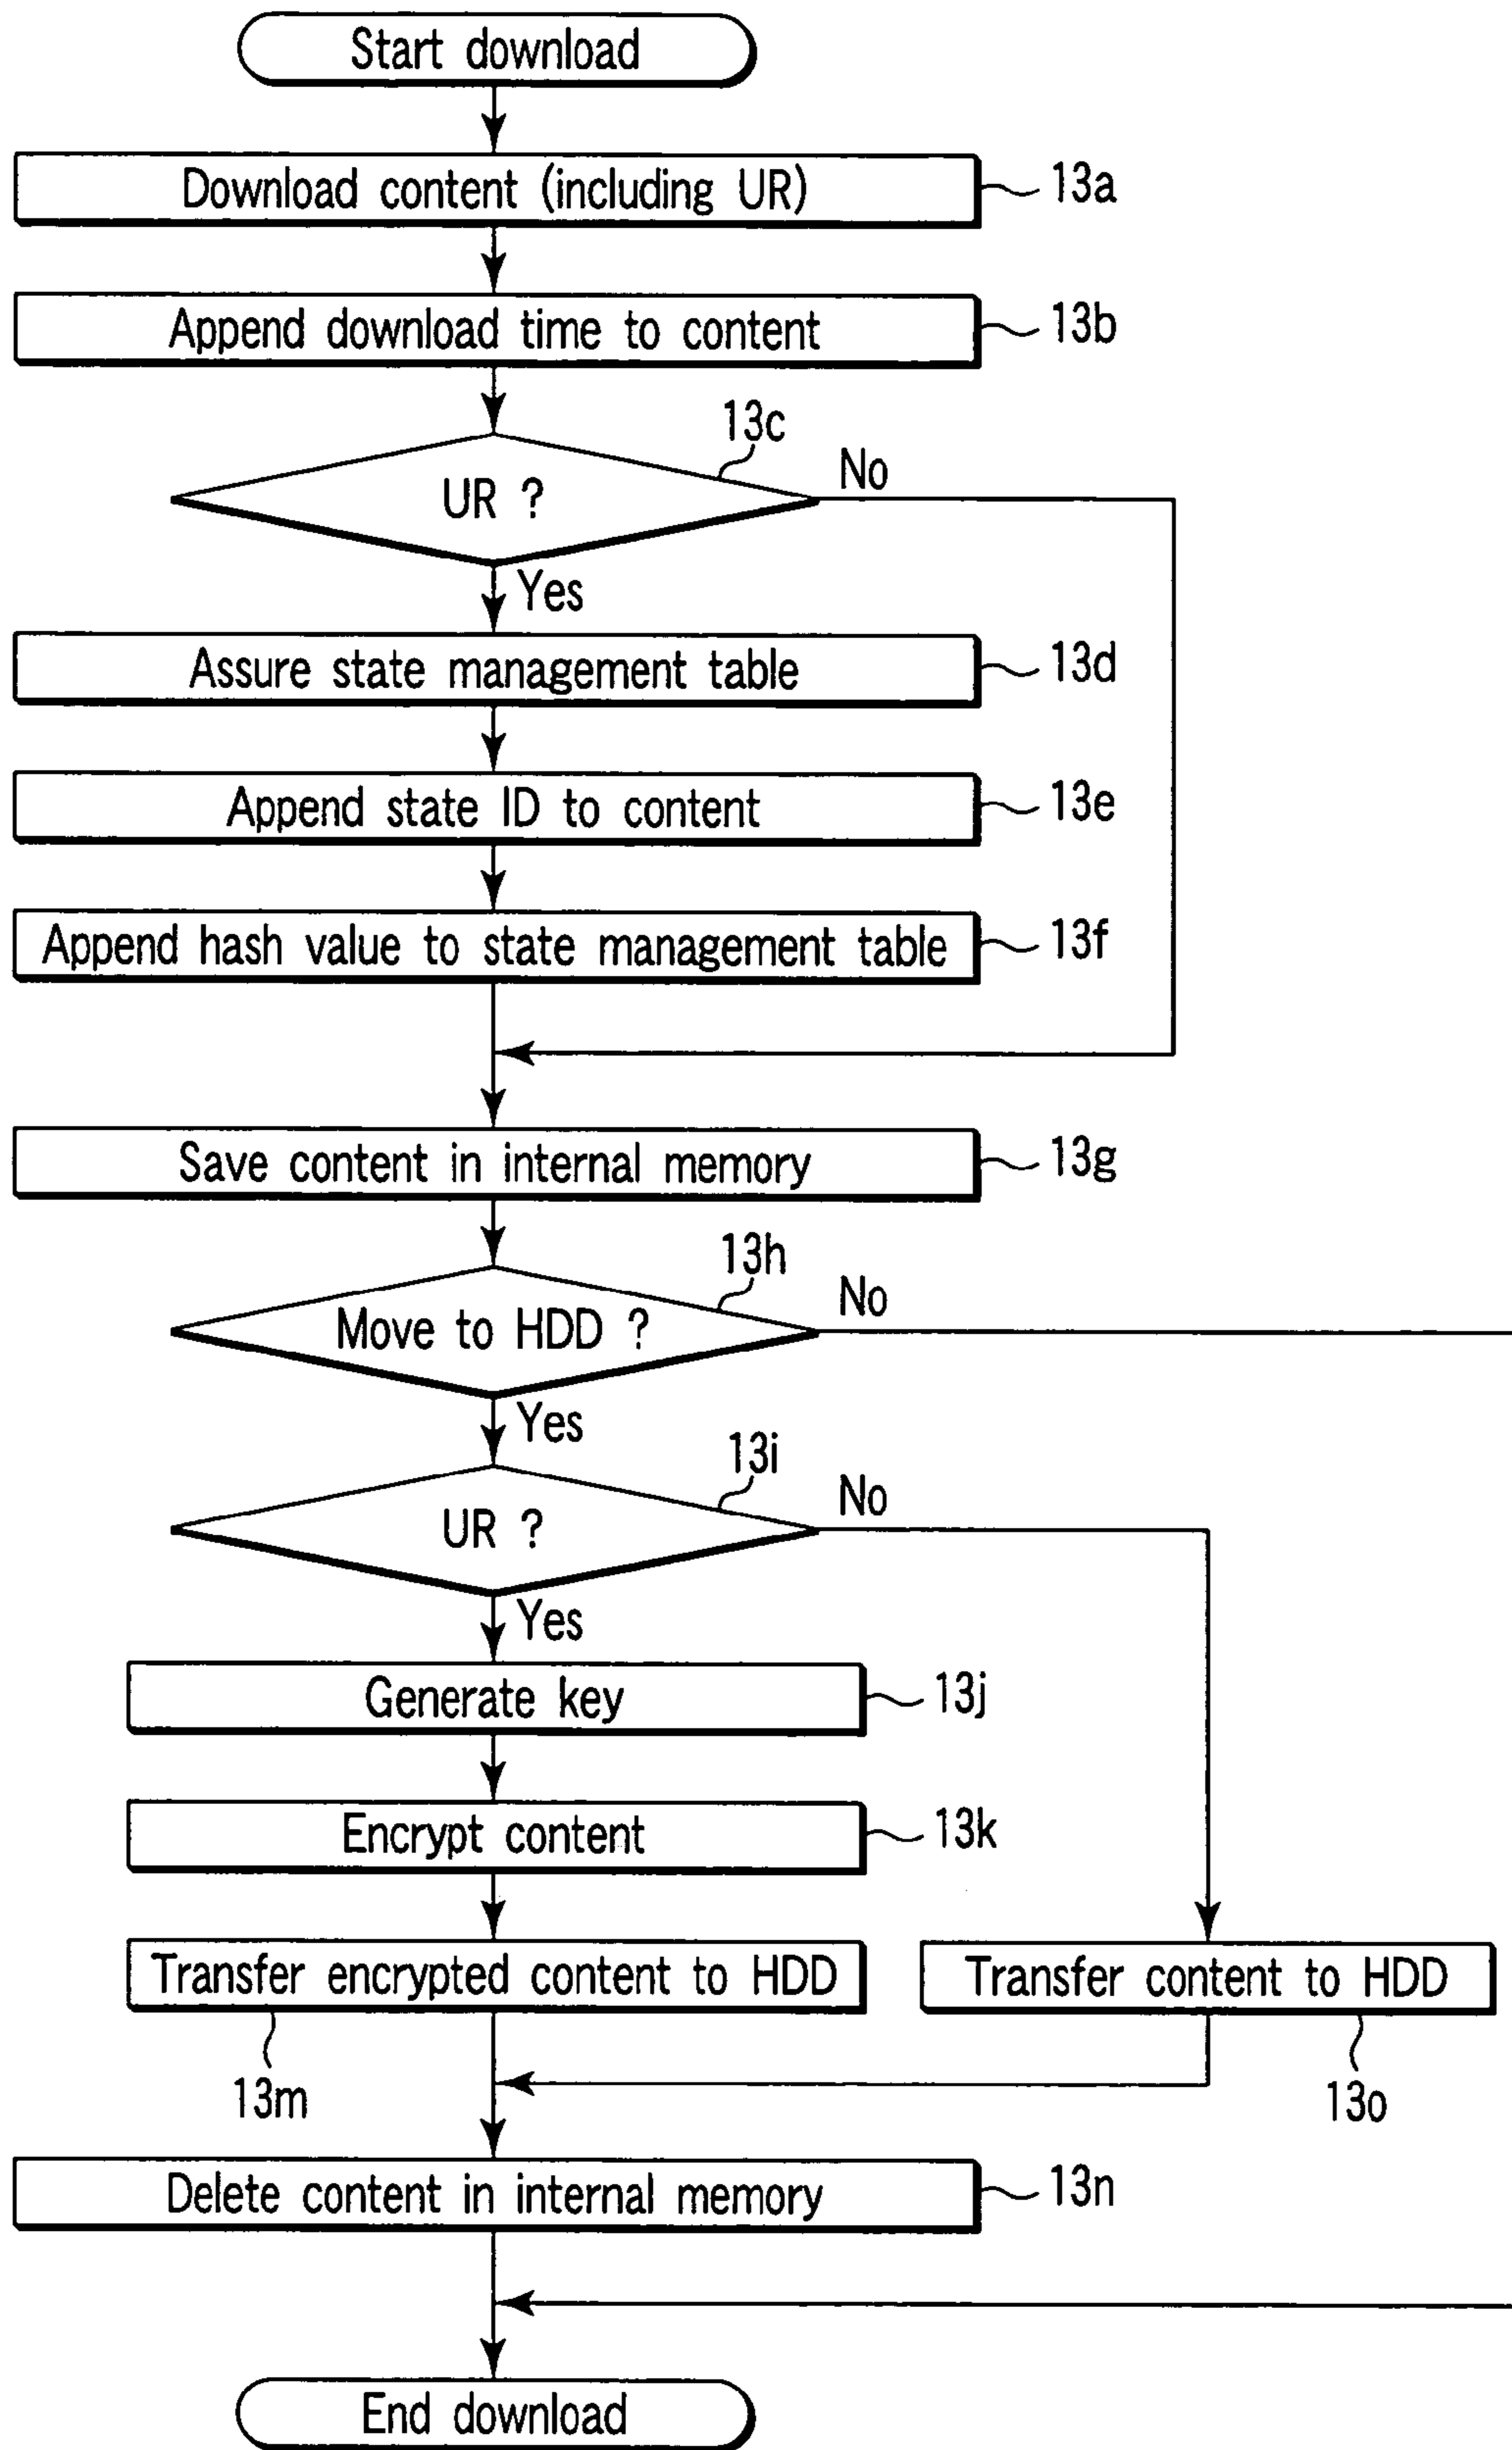 Start download
Download content (including UR)
13a
Append download time to content
13b
13c
UR ?
No
Yes
Assure state management table
13d
Append state ID to content
13e
Append hash value to state management table
13f
Save content in internal memory
13g
13h
Move to HDD ?
No
Yes
13i
UR ?
No
Yes
Generate key
13j
Encrypt content
13k
Transfer encrypted content to HDD
Transfer content to HDD
13m
13o
Delete content in internal memory
13n
End download